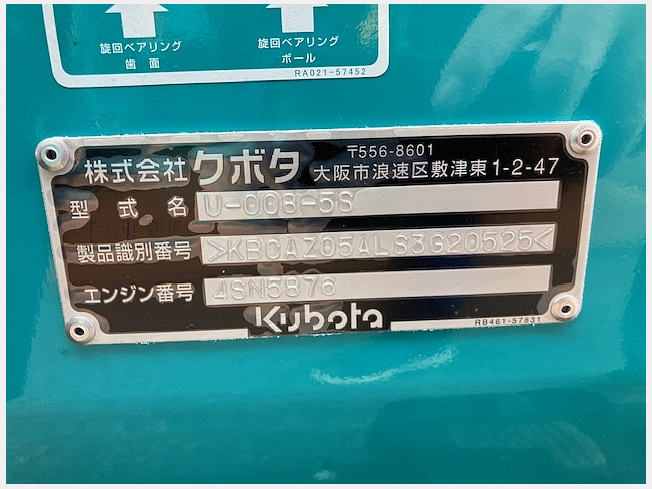 旋回ベアリング 旋回ベアリング
歯面 ボール
RA021-57452
株式会社クボタ 〒556-8601
大阪市浪速区敷津東1-2-47
型式名 U-008-5S
製品識別番号 >KBCAZ05ALS3G20525<
エンジン番号 4SN5876
Kubota
RB461-57831